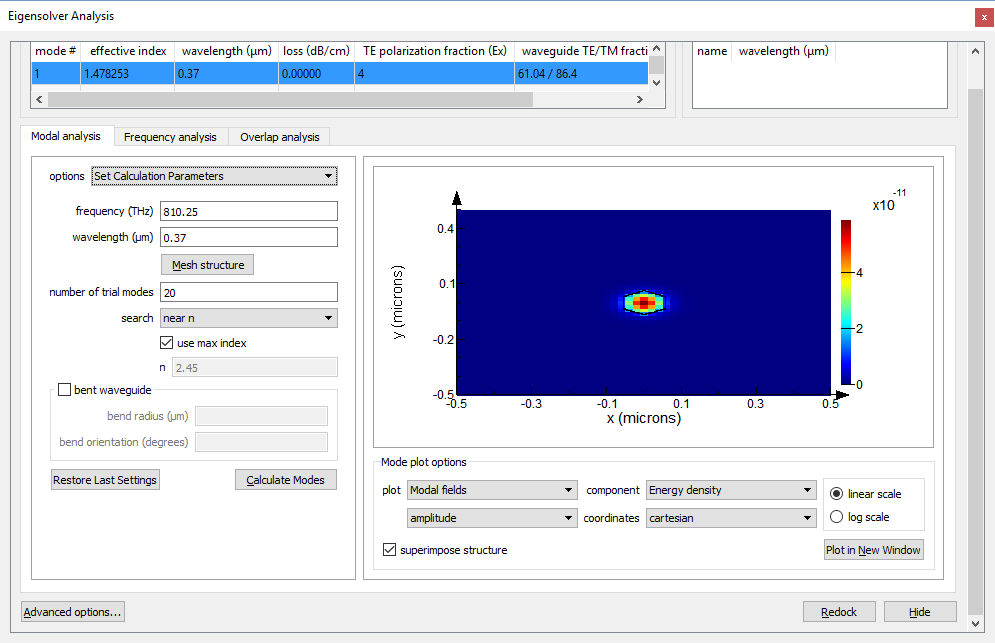 Eigensolver Analysis
x
mode # effective index wavelength (μm) loss (dB/cm) TE polarization fraction (Ex) waveguide TE/TM fracti
1 1.478253 0.37 0.00000 4 61.04 / 86.4
name wavelength (μm)
Modal analysis Frequency analysis Overlap analysis
options Set Calculation Parameters
frequency (THz) 810.25
wavelength (μm) 0.37
Mesh structure
number of trial modes 20
search near n
use max index
n 2.45
bent waveguide
bend radius (μm)
bend orientation (degrees)
Restore Last Settings Calculate Modes
x10-11
0.4
0.1
-0.2
-0.5
y (microns)
-0.5 -0.3 -0.1 0.1 0.3 0.5
x (microns)
4
2
0
Mode plot options
plot Modal fields component Energy density
amplitude coordinates cartesian
linear scale
log scale
superimpose structure
Plot in New Window
Advanced options... Redock Hide